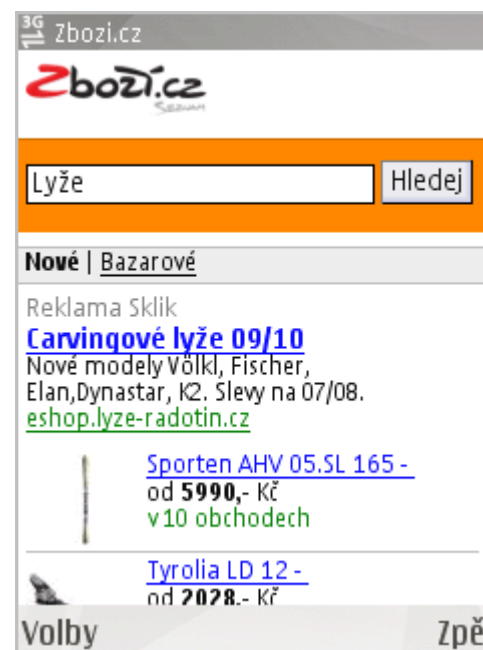 3G Zbozi.cz
Zboží.cz
Seznam
Lyže Hledej
Nové | Bazarové
Reklama Sklik
Carvingové lyže 09/10
Nové modely Völkl, Fischer,
Elan,Dynastar, K2. Slevy na 07/08.
eshop.lyze-radotin.cz
Sporten AHV 05.SL 165 -
od 5990,- Kč
v 10 obchodech
Tyrolia LD 12 -
od 2028,- Kč
Volby Zpě